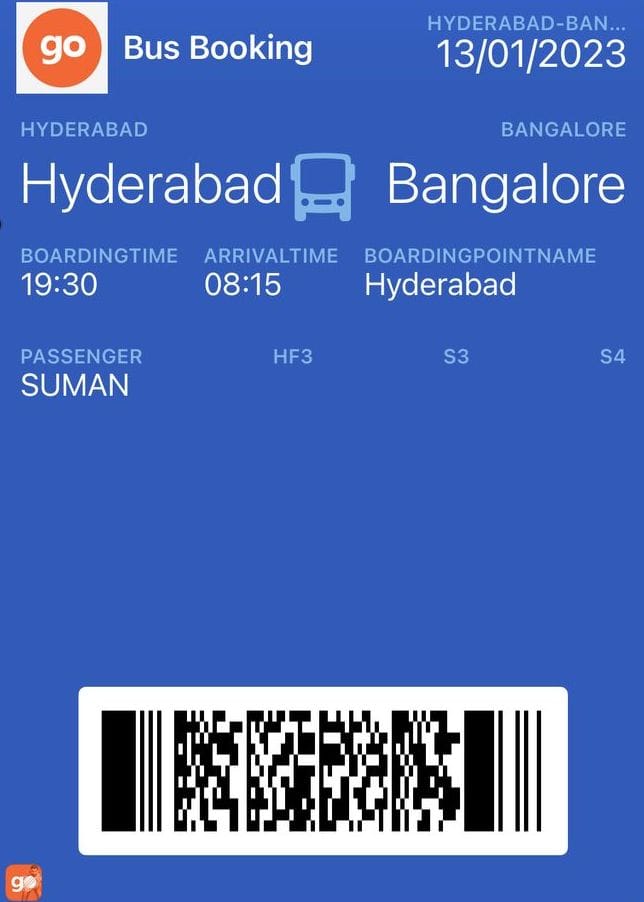 go Bus Booking
HYDERABAD-BAN...
13/01/2023
HYDERABAD BANGALORE
Hyderabad Bangalore
BOARDINGTIME ARRIVALTIME BOARDINGPOINTNAME
19:30 08:15 Hyderabad
PASSENGER HF3 S3 S4
SUMAN
go